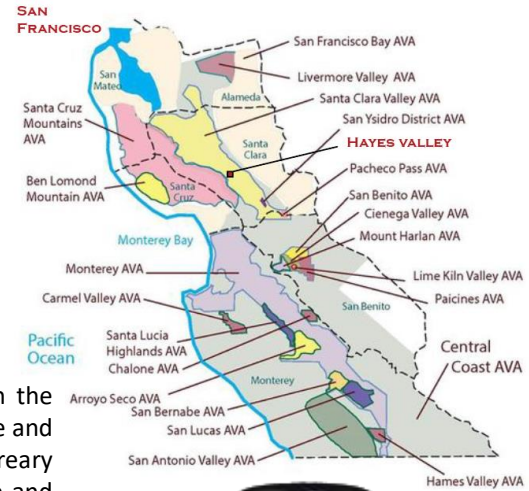 SAN
FRANCISCO
San Francisco Bay AVA
San
Mateo
Livermore Valley AVA
Alameda
Santa Clara Valley AVA
Santa Cruz
Mountains
AVA
San Ysidro District AVA
Santa
Clara
HAYES VALLEY
Pacheco Pass AVA
Ben Lomond
Mountain AVA
Santa
Cruz
San Benito AVA
Cienega Valley AVA
Mount Harlan AVA
Monterey Bay
Monterey AVA
Lime Kiln Valley AVA
Paicines AVA
Carmel Valley AVA
San Benito
Pacific
Ocean
Santa Lucia
Highlands AVA
Chalone AVA
Central
Coast AVA
Monterey
Arroyo Seco AVA
San Bernabe AVA
San Lucas AVA
San Antonio Valley AVA
Hames Valley AVA
the
e and
reary
and